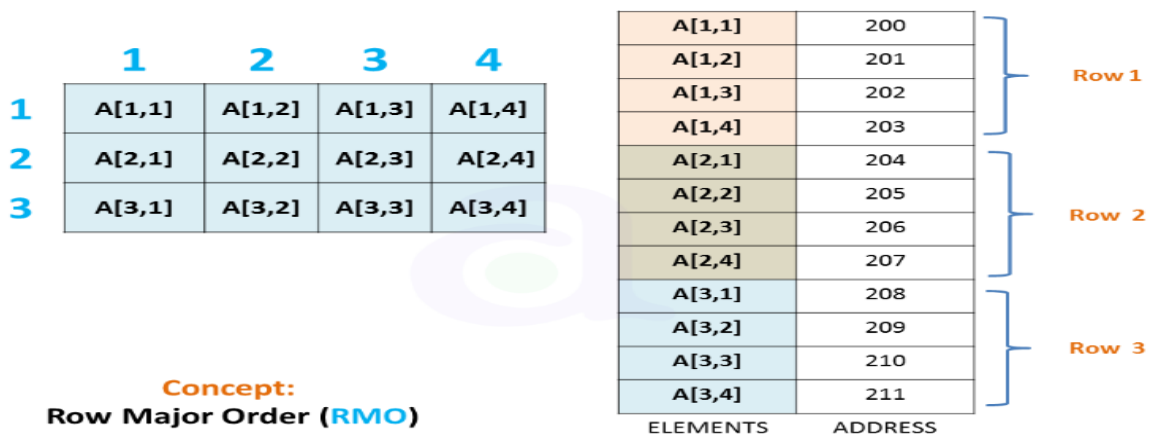 1 2 3 4
1 A[1,1] A[1,2] A[1,3] A[1,4]
2 A[2,1] A[2,2] A[2,3] A[2,4]
3 A[3,1] A[3,2] A[3,3] A[3,4]
Concept:
Row Major Order (RMO)
A[1,1] 200
A[1,2] 201
A[1,3] 202
A[1,4] 203
Row 1
A[2,1] 204
A[2,2] 205
A[2,3] 206
A[2,4] 207
Row 2
A[3,1] 208
A[3,2] 209
A[3,3] 210
A[3,4] 211
Row 3
ELEMENTS ADDRESS